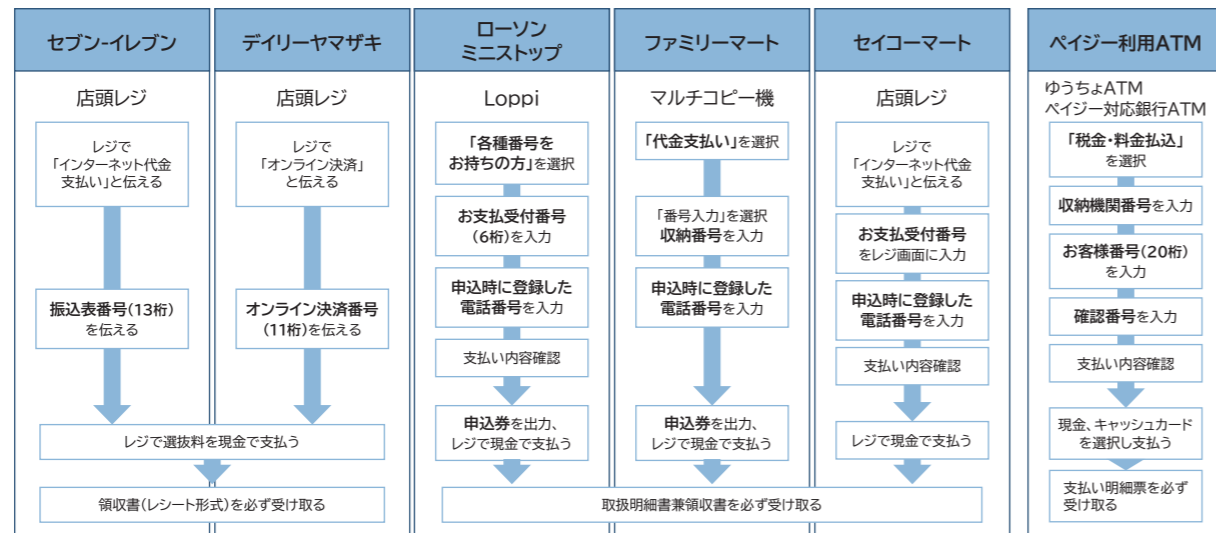 セブン-イレブン
店頭レジ
レジで
「インターネット代金
支払い」と伝える
振込表番号(13桁)
を伝える
デイリーヤマザキ
店頭レジ
レジで
「オンライン決済」
と伝える
オンライン決済番号
(11桁)を伝える
レジで選抜料を現金で支払う
領収書(レシート形式)を必ず受け取る
ローソン
ミニストップ
Loppi
「各種番号を
お持ちの方」を選択
お支払受付番号
(6桁)を入力
申込時に登録した
電話番号を入力
支払い内容確認
申込券を出力、
レジで現金で支払う
ファミリーマート
マルチコピー機
「代金支払い」を選択
「番号入力」を選択
収納番号を入力
申込時に登録した
電話番号を入力
申込券を出力、
レジで現金で支払う
セイコーマート
店頭レジ
レジで
「インターネット代金
支払い」と伝える
お支払受付番号
をレジ画面に入力
申込時に登録した
電話番号を入力
支払い内容確認
レジで現金で支払う
取扱明細書兼領収書を必ず受け取る
ペイジー利用ATM
ゆうちょATM
ペイジー対応銀行ATM
「税金・料金払込」
を選択
収納機関番号を入力
お客様番号(20桁)
を入力
確認番号を入力
支払い内容確認
現金、キャッシュカード
を選択し支払う
支払い明細票を必ず
受け取る